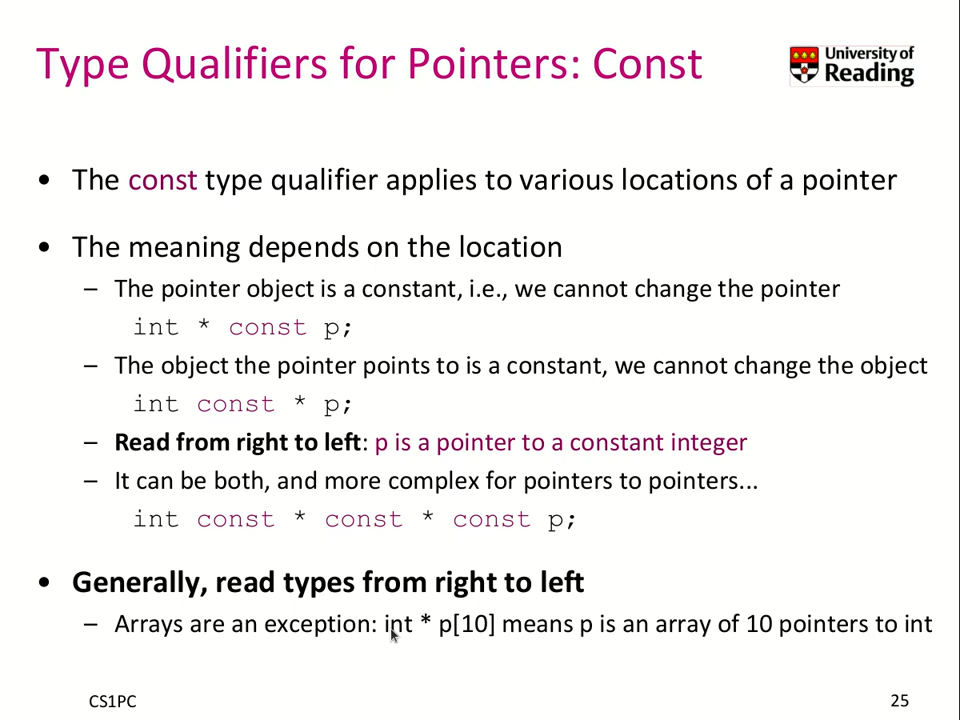 Type Qualifiers for Pointers: Const
University of
Reading
• The const type qualifier applies to various locations of a pointer
• The meaning depends on the location
– The pointer object is a constant, i.e., we cannot change the pointer
int * const p;
– The object the pointer points to is a constant, we cannot change the object
int const * p;
– Read from right to left: p is a pointer to a constant integer
– It can be both, and more complex for pointers to pointers...
int const * const * const p;
• Generally, read types from right to left
– Arrays are an exception: int * p[10] means p is an array of 10 pointers to int
CS1PC
25